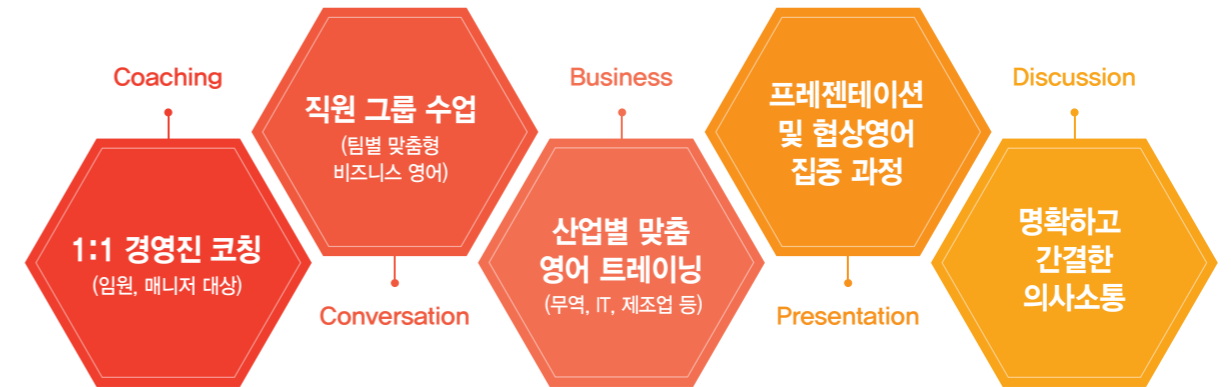 Coaching
1:1 경영진 코칭
(임원, 매니저 대상)
직원 그룹 수업
(팀별 맞춤형
비즈니스 영어)
Conversation
Business
산업별 맞춤
영어 트레이닝
(무역, IT, 제조업 등)
프레젠테이션
및 협상영어
집중 과정
Presentation
Discussion
명확하고
간결한
의사소통